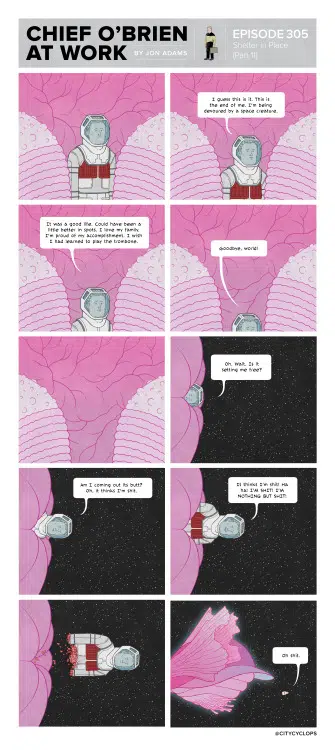 CHIEF O'BRIEN
AT WORK
BY JON ADAMS
EPISODE 305
Shelter in Place
(Part 11)
I guess this is it. This is
the end of me. I'm being
devoured by a space creature.
It was a good life. Could have been a
little better in spots. I love my family.
I'm proud of my accomplishment. I wish
I had learned to play the trombone.
Goodbye, world!
Oh. Wait. Is it
setting me free?
Am I coming out its butt?
Oh, it thinks I'm shit.
It thinks I'm shit! Ha
ha! I'M SHIT! I'M
NOTHING BUT SHIT!
Oh shit.
@CITYCYCLOPS